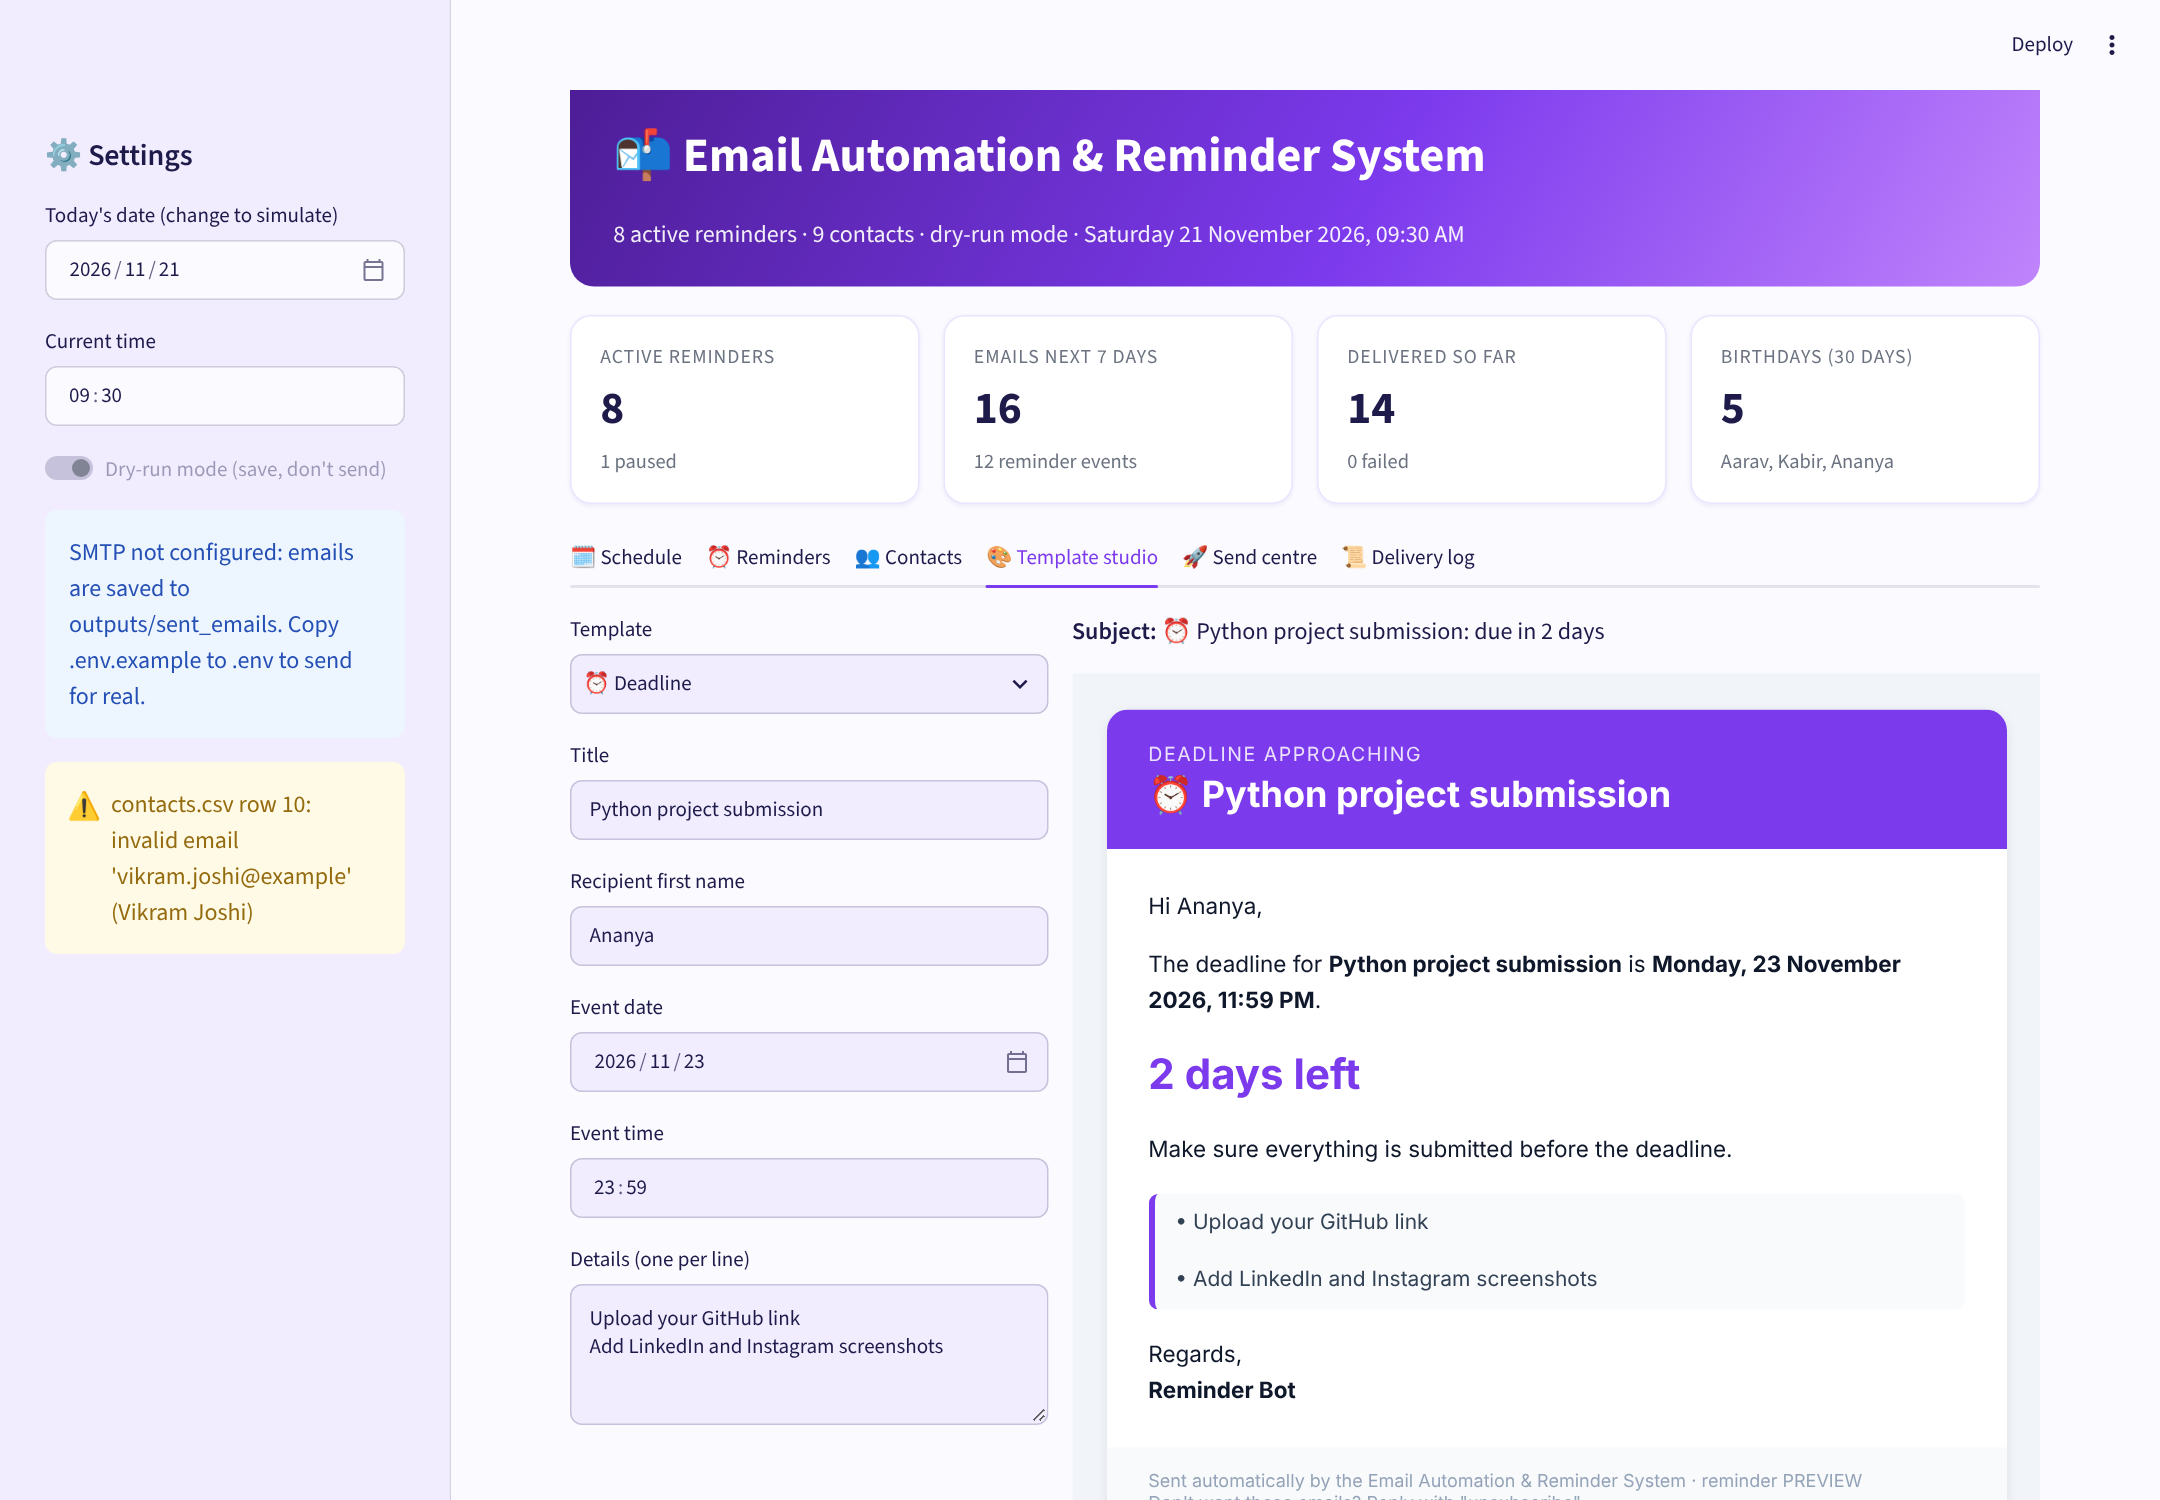 Deploy
⚙️ Settings
Today's date (change to simulate)
2026/11/21
Current time
09:30
Dry-run mode (save, don't send)
SMTP not configured: emails
are saved to
outputs/sent_emails. Copy
.env.example to .env to send
for real.
⚠️ contacts.csv row 10:
invalid email
'vikram.joshi@example'
(Vikram Joshi)
📬 Email Automation & Reminder System
8 active reminders · 9 contacts · dry-run mode · Saturday 21 November 2026, 09:30 AM
ACTIVE REMINDERS
8
1 paused
EMAILS NEXT 7 DAYS
16
12 reminder events
DELIVERED SO FAR
14
0 failed
BIRTHDAYS (30 DAYS)
5
Aarav, Kabir, Ananya
🗓️ Schedule ⏰ Reminders 👥 Contacts 🎨 Template studio 🚀 Send centre 📜 Delivery log
Template
⏰ Deadline
Title
Python project submission
Recipient first name
Ananya
Event date
2026/11/23
Event time
23:59
Details (one per line)
Upload your GitHub link
Add LinkedIn and Instagram screenshots
Subject: ⏰ Python project submission: due in 2 days
DEADLINE APPROACHING
⏰ Python project submission
Hi Ananya,
The deadline for Python project submission is Monday, 23 November
2026, 11:59 PM.
2 days left
Make sure everything is submitted before the deadline.
• Upload your GitHub link
• Add LinkedIn and Instagram screenshots
Regards,
Reminder Bot
Sent automatically by the Email Automation & Reminder System · reminder PREVIEW